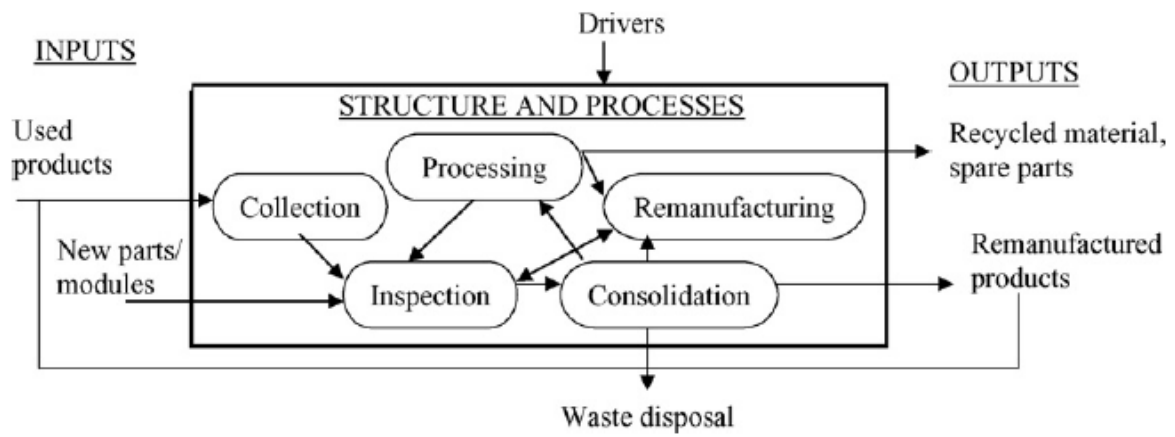 Drivers
INPUTS
OUTPUTS
STRUCTURE AND PROCESSES
Used
products
Recycled material,
spare parts
Processing
Collection
Remanufacturing
New parts/
modules
Remanufactured
products
Inspection
Consolidation
Waste disposal